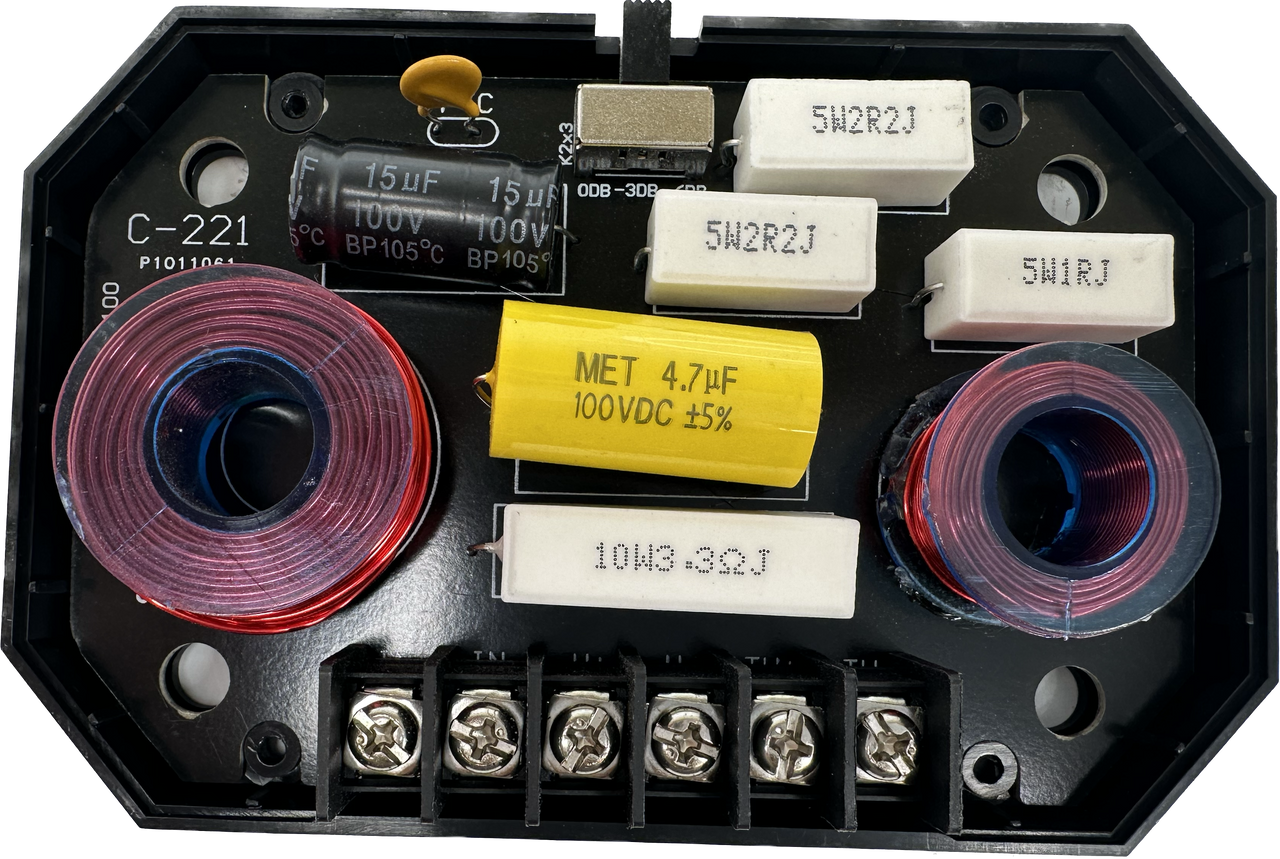 C
5W2R2J
K2x3
0DB-3DB
15µF 15µF
100V 100V
BP105°C BP105°
5W2R2J
C-221
P1011061
5W1RJ
MET 4.7µF
100VDC ±5%
10W3.3ΩJ
IN